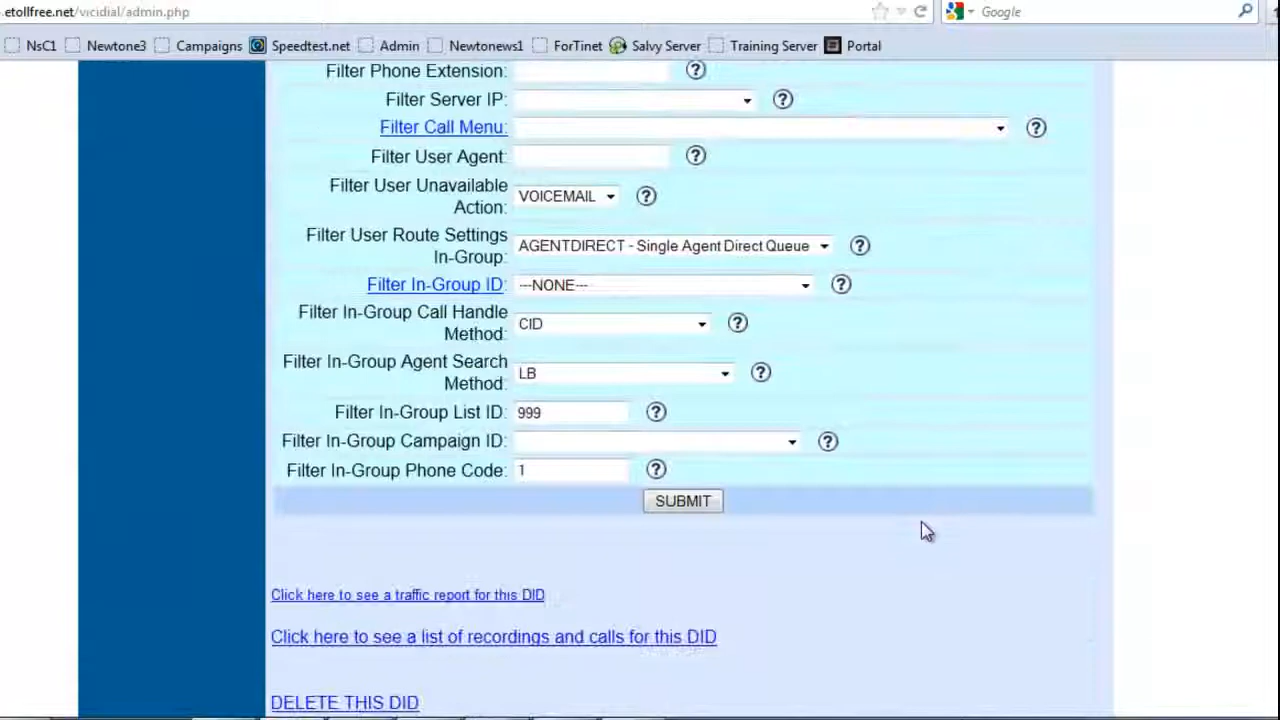 .etollfree.net/vicidial/admin.php
Google
NsC1 Newtone3 Campaigns Speedtest.net Admin Newtonews1 ForTinet Salvy Server Training Server Portal
Filter Phone Extension: ?
Filter Server IP: ?
Filter Call Menu: ?
Filter User Agent: ?
Filter User Unavailable
Action: VOICEMAIL ?
Filter User Route Settings
In-Group: AGENTDIRECT - Single Agent Direct Queue ?
Filter In-Group ID: ---NONE--- ?
Filter In-Group Call Handle
Method: CID ?
Filter In-Group Agent Search
Method: LB ?
Filter In-Group List ID: 999 ?
Filter In-Group Campaign ID: ?
Filter In-Group Phone Code: 1 ?
SUBMIT
Click here to see a traffic report for this DID
Click here to see a list of recordings and calls for this DID
DELETE THIS DID